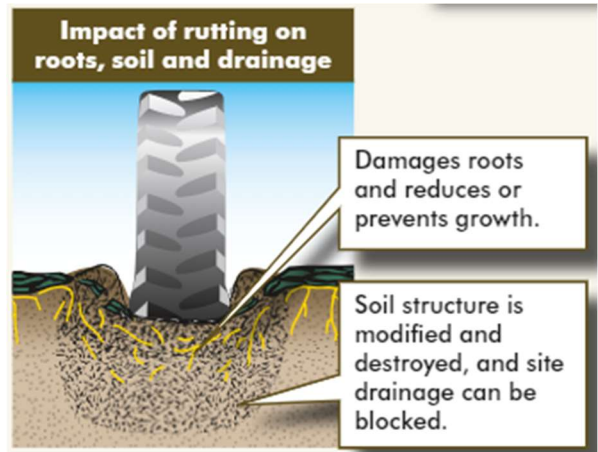 Impact of rutting on
roots, soil and drainage
Damages roots
and reduces or
prevents growth.
Soil structure is
modified and
destroyed, and site
drainage can be
blocked.